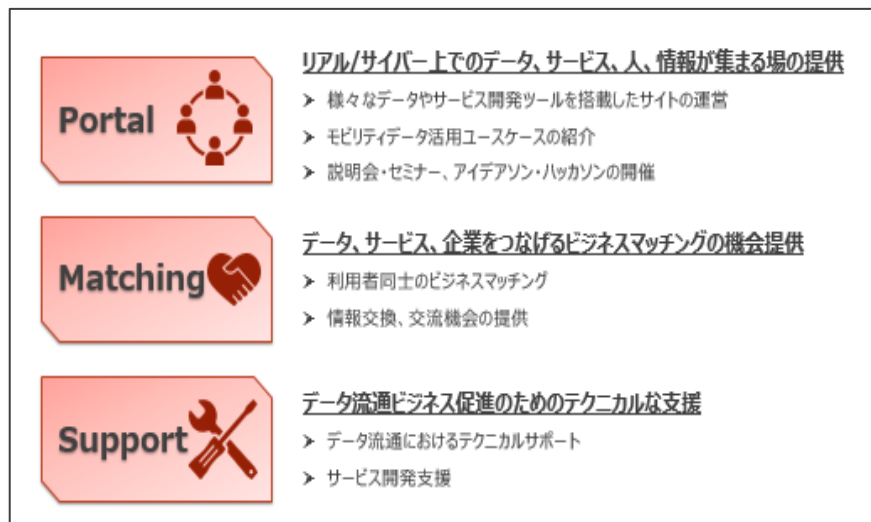 Portal
リアル/サイバー上でのデータ、サービス、人、情報が集まる場の提供
➤ 様々なデータやサービス開発ツールを搭載したサイトの運営
➤ モビリティデータ活用ユースケースの紹介
➤ 説明会・セミナー、アイデアソン・ハッカソンの開催
Matching
データ、サービス、企業をつなげるビジネスマッチングの機会提供
➤ 利用者同士のビジネスマッチング
➤ 情報交換、交流機会の提供
Support
データ流通ビジネス促進のためのテクニカルな支援
➤ データ流通におけるテクニカルサポート
➤ サービス開発支援